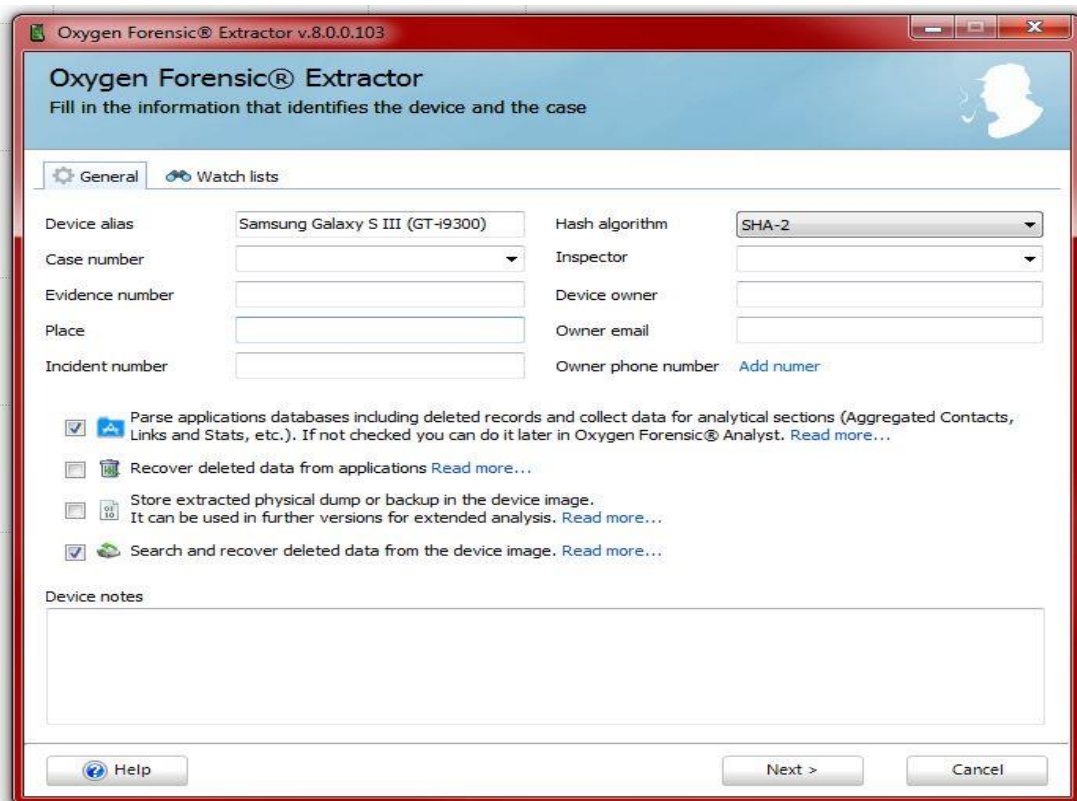 Oxygen Forensic® Extractor v.8.0.0.103
Oxygen Forensic® Extractor
Fill in the information that identifies the device and the case
General
Watch lists
Device alias
Samsung Galaxy S III (GT-i9300)
Hash algorithm
SHA-2
Case number
Inspector
Evidence number
Device owner
Place
Owner email
Incident number
Owner phone number
Add numer
Parse applications databases including deleted records and collect data for analytical sections (Aggregated Contacts,
Links and Stats, etc.). If not checked you can do it later in Oxygen Forensic® Analyst. Read more...
Recover deleted data from applications Read more...
Store extracted physical dump or backup in the device image.
It can be used in further versions for extended analysis. Read more...
Search and recover deleted data from the device image. Read more...
Device notes
Help
Next >
Cancel